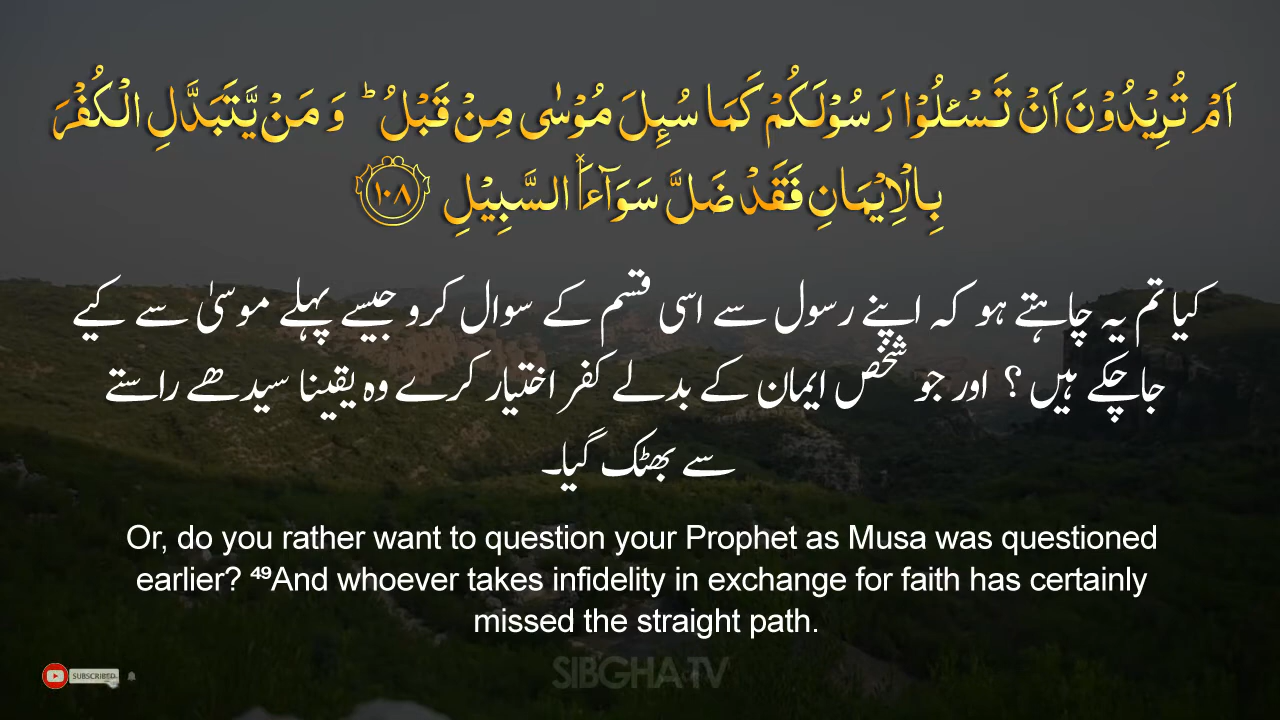 اَمْ تُرِيْدُوْنَ اَنْ تَسْـَٔلُوْا رَسُوْلَكُمْ كَمَا سُىِٕلَ مُوْسٰى مِنْ قَبْلُ ؕ وَ مَنْ يَّتَبَدَّلِ الْكُفْرَ
بِالْاِيْمَانِ فَقَدْ ضَلَّ سَوَآءَ السَّبِيْلِ ۝١٠٨
کیا تم یہ چاہتے ہو کہ اپنے رسول سے اسی قسم کے سوال کرو جیسے پہلے موسیٰ سے کیے
جاچکے ہیں ؟ اور جو شخص ایمان کے بدلے کفر اختیار کرے وہ یقینا سیدھے راستے
سے بھٹک گیا۔
Or, do you rather want to question your Prophet as Musa was questioned
earlier? ⁴⁹And whoever takes infidelity in exchange for faith has certainly
missed the straight path.
SUBSCRIBED
SIBGHA TV